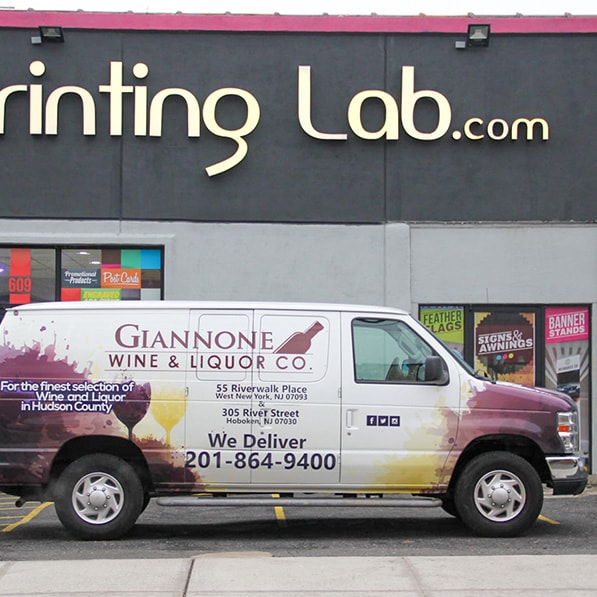 rinting Lab.com
609
Promotional
Products
Post Cards
FEATHER
FLAGS
SIGNS&
AWNINGS
BANNER
STANDS
GIANNONE
WINE & LIQUOR CO.
For the finest selection of
Wine and Liquor
in Hudson County
55 Riverwalk Place
West New York, NJ 07093
&
305 River Street
Hoboken, NJ 07030
We Deliver
201-864-9400